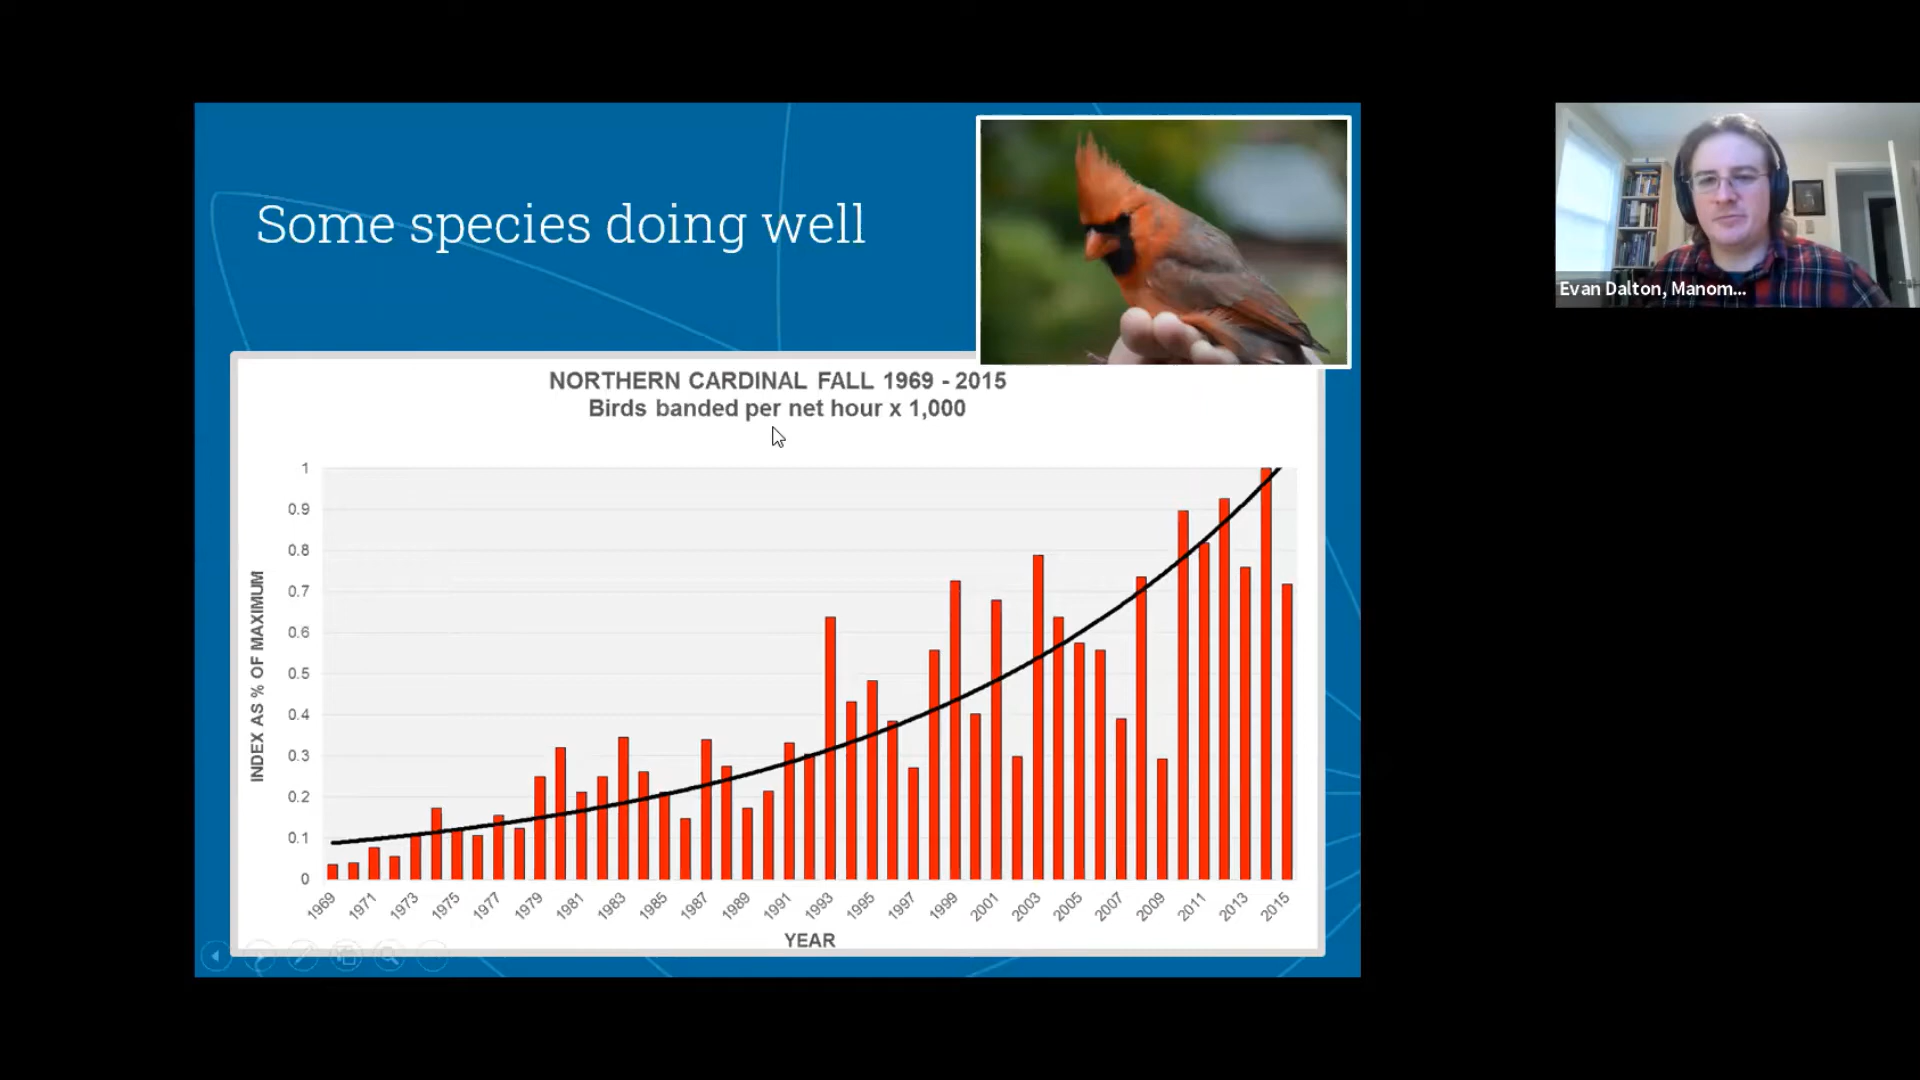 Some species doing well
Evan Dalton, Manom...
NORTHERN CARDINAL FALL 1969 - 2015
Birds banded per net hour x 1,000
INDEX AS % OF MAXIMUM
1
0.9
0.8
0.7
0.6
0.5
0.4
0.3
0.2
0.1
0
1969 1971 1973 1975 1977 1979 1981 1983 1985 1987 1989 1991 1993 1995 1997 1999 2001 2003 2005 2007 2009 2011 2013 2015
YEAR